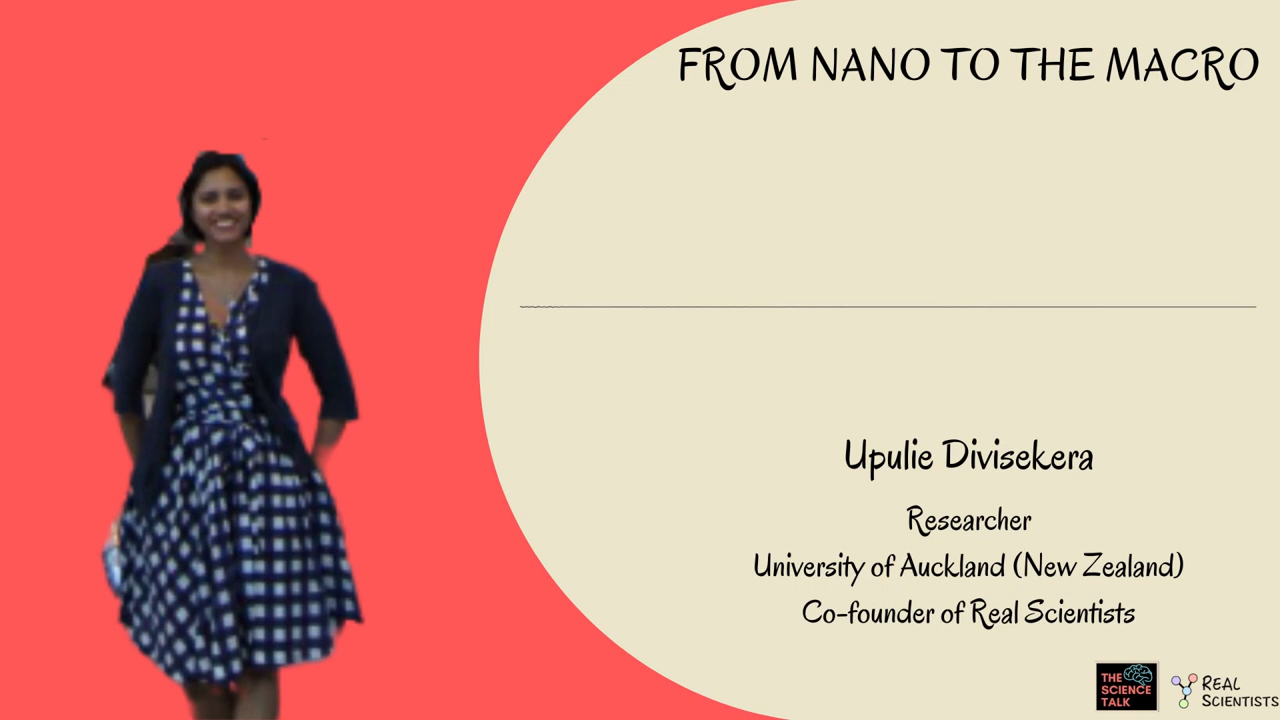 FROM NANO TO THE MACRO
Upulie Divisekera
Researcher
University of Auckland (New Zealand)
Co-founder of Real Scientists
THE
SCIENCE
TALK
REAL
SCIENTISTS